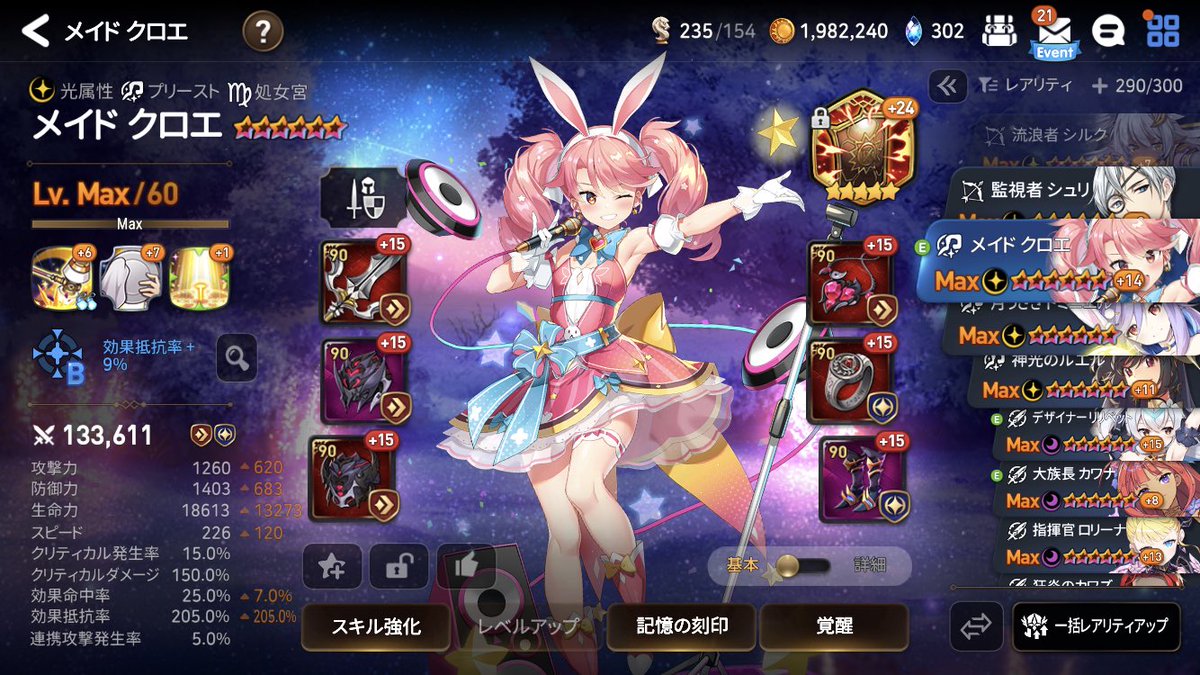 メイド クロエ
?
235/154
1,982,240
302
21
Event
光属性 プリースト 処女宮
メイド クロエ
レアリティ
290/300
+24
Lv. Max/60
Max
+6
+7
+1
効果抵抗率 +
9%
B
133,611
攻撃力 1260 620
防御力 1403 683
生命力 18613 13273
スピード 226 120
クリティカル発生率 15.0%
クリティカルダメージ 150.0%
効果命中率 25.0% 7.0%
効果抵抗率 205.0% 205.0%
連携攻撃発生率 5.0%
90 +15
90 +15
90 +15
90 +15
90 +15
90 +15
基本
詳細
スキル強化
レベルアップ
記憶の刻印
覚醒
流浪者 シルク
Max
監視者 シュリ
E メイド クロエ
Max +14
Max
神光のルエル
Max +11
E デザイナー リリベット
Max +15
E 大族長 カワナ
Max +8
指揮官 ロリーナ
Max +13
一括レアリティアップ